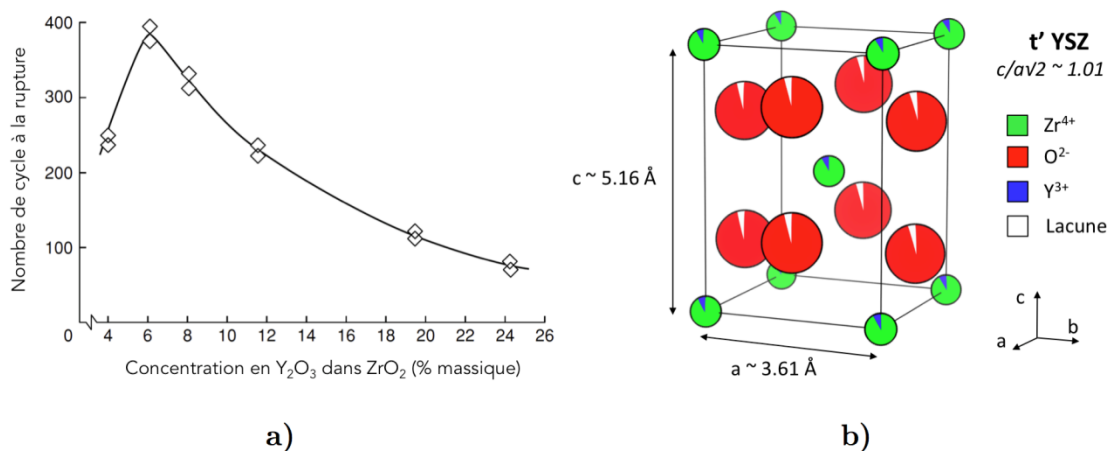 Nombre de cycle à la rupture
400
300
200
100
0
4 6 8 10 12 14 16 18 20 22 24 26
Concentration en Y₂O₃ dans ZrO₂ (% massique)
a)
c ~ 5.16 Å
a ~ 3.61 Å
t' YSZ
c/a√2 ~ 1.01
Zr⁴⁺
O²⁻
Y³⁺
Lacune
c
a
b
b)